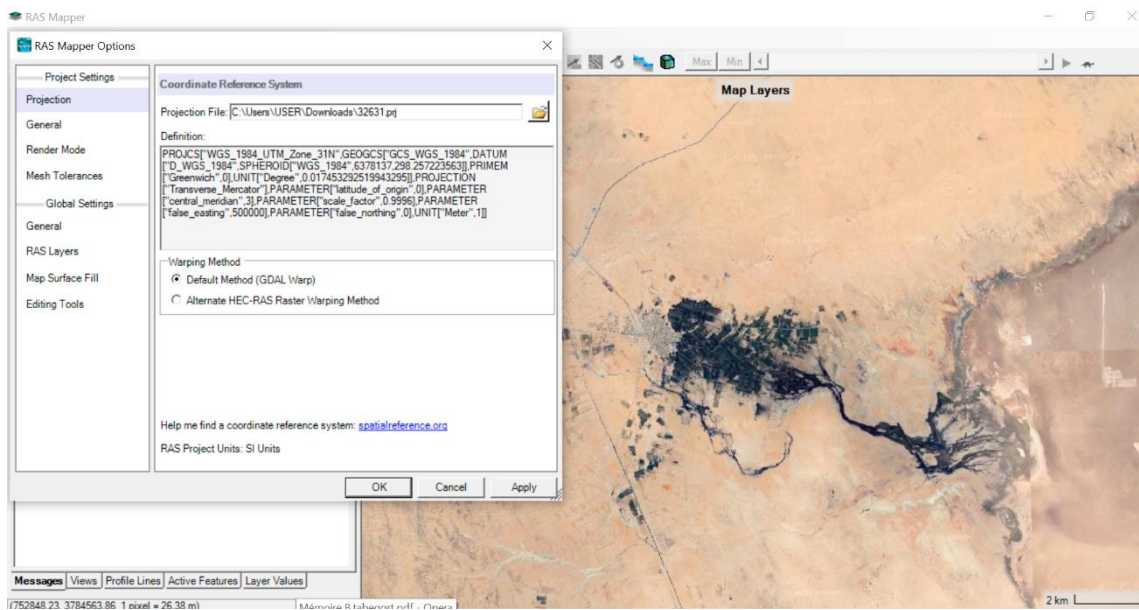 RAS Mapper
RAS Mapper Options
Project Settings
Projection
General
Render Mode
Mesh Tolerances
Global Settings
General
RAS Layers
Map Surface Fill
Editing Tools
Coordinate Reference System
Projection File: C:\Users\USER\Downloads\32631.prj
Definition:
PROJCS["WGS_1984_UTM_Zone_31N",GEOGCS["GCS_WGS_1984",DATUM
["D_WGS_1984",SPHEROID["WGS_1984",6378137,298.257223563]],PRIMEM
["Greenwich",0],UNIT["Degree",0.017453292519943295]],PROJECTION
["Transverse_Mercator"],PARAMETER["latitude_of_origin",0],PARAMETER
["central_meridian",3],PARAMETER["scale_factor",0.9996],PARAMETER
["false_easting",500000],PARAMETER["false_northing",0],UNIT["Meter",1]]
Warping Method
Default Method (GDAL Warp)
Alternate HEC-RAS Raster Warping Method
Help me find a coordinate reference system: spatialreference.org
RAS Project Units: SI Units
OK Cancel Apply
Max Min
Map Layers
Messages Views Profile Lines Active Features Layer Values
(752848.23, 3784563.86 1 pixel = 26.38 m)
Mémoire B.tabeggrt.pdf - Opera
2 km